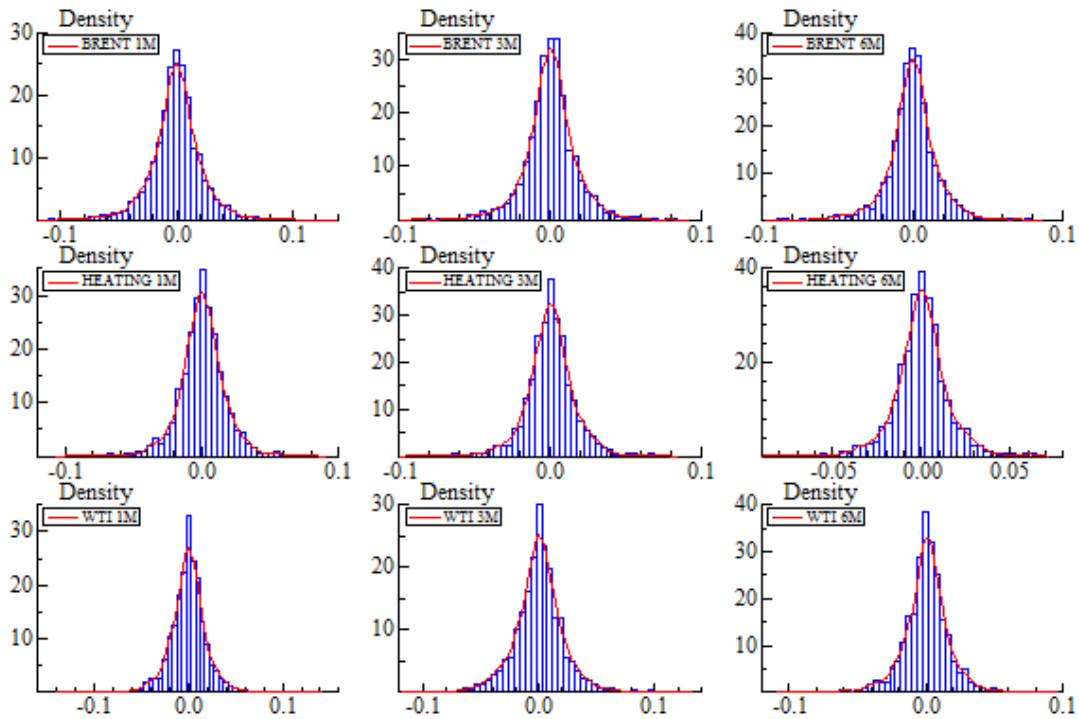 Density Density Density
30 BRENT 1M BRENT 3M 40 BRENT 6M
30
20 30
20 20
10 10 10
-0.1 0.0 0.1 -0.1 0.0 0.1 -0.1 0.0 0.1
Density Density Density
HEATING 1M 40 HEATING 3M 40 HEATING 6M
30 30
20 20 20
10 10
-0.1 0.0 0.1 -0.1 0.0 0.1 -0.05 0.00 0.05
Density Density Density
WTI 1M 30 WTI 3M 40 WTI 6M
30 30
20 20 20
10 10 10
-0.1 0.0 0.1 -0.1 0.0 0.1 -0.1 0.0 0.1